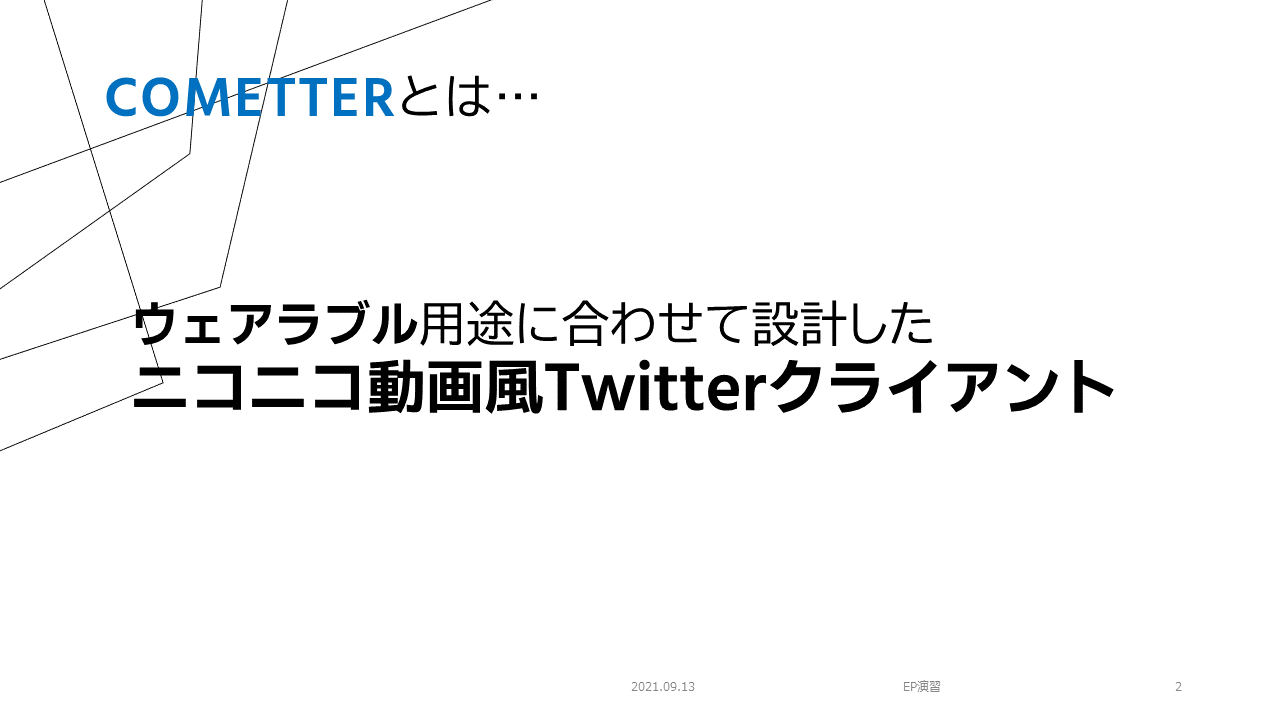 COMETTERとは…
ウェアラブル用途に合わせて設計した
ニコニコ動画風Twitterクライアント
2021.09.13
EP演習
2